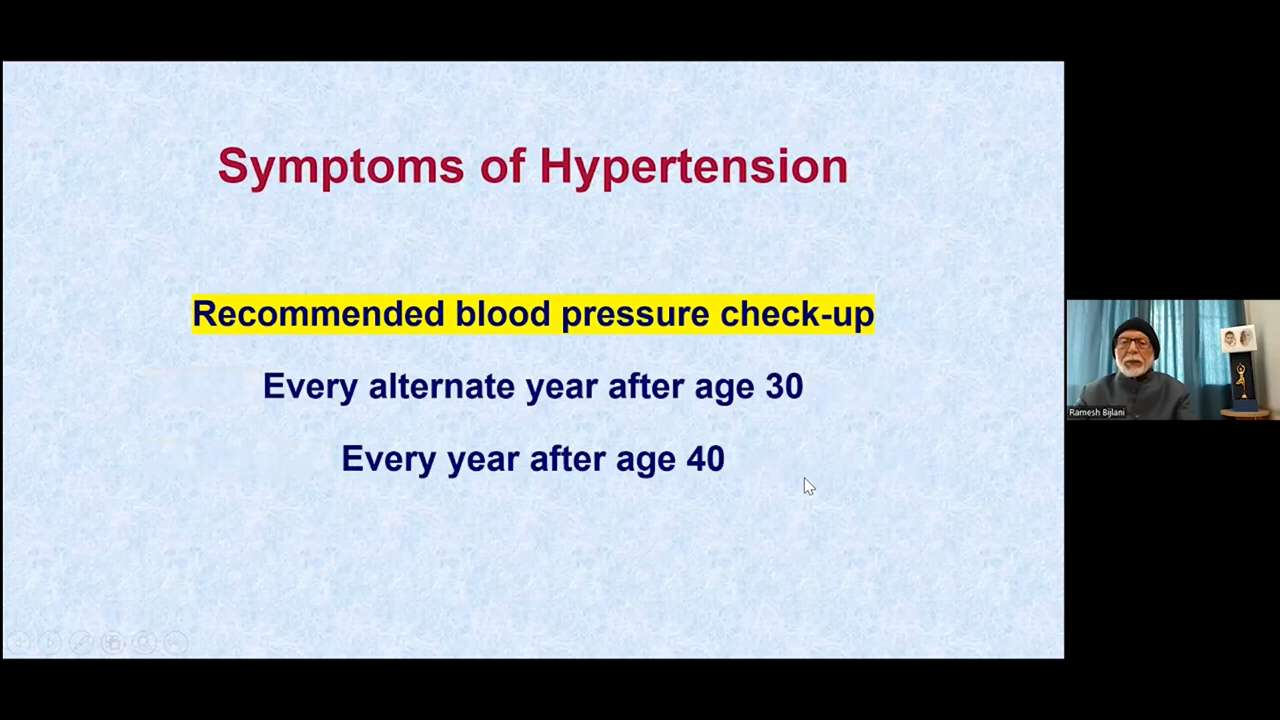 Symptoms of Hypertension
Recommended blood pressure check-up
Every alternate year after age 30
Every year after age 40
Ramesh Bijlani